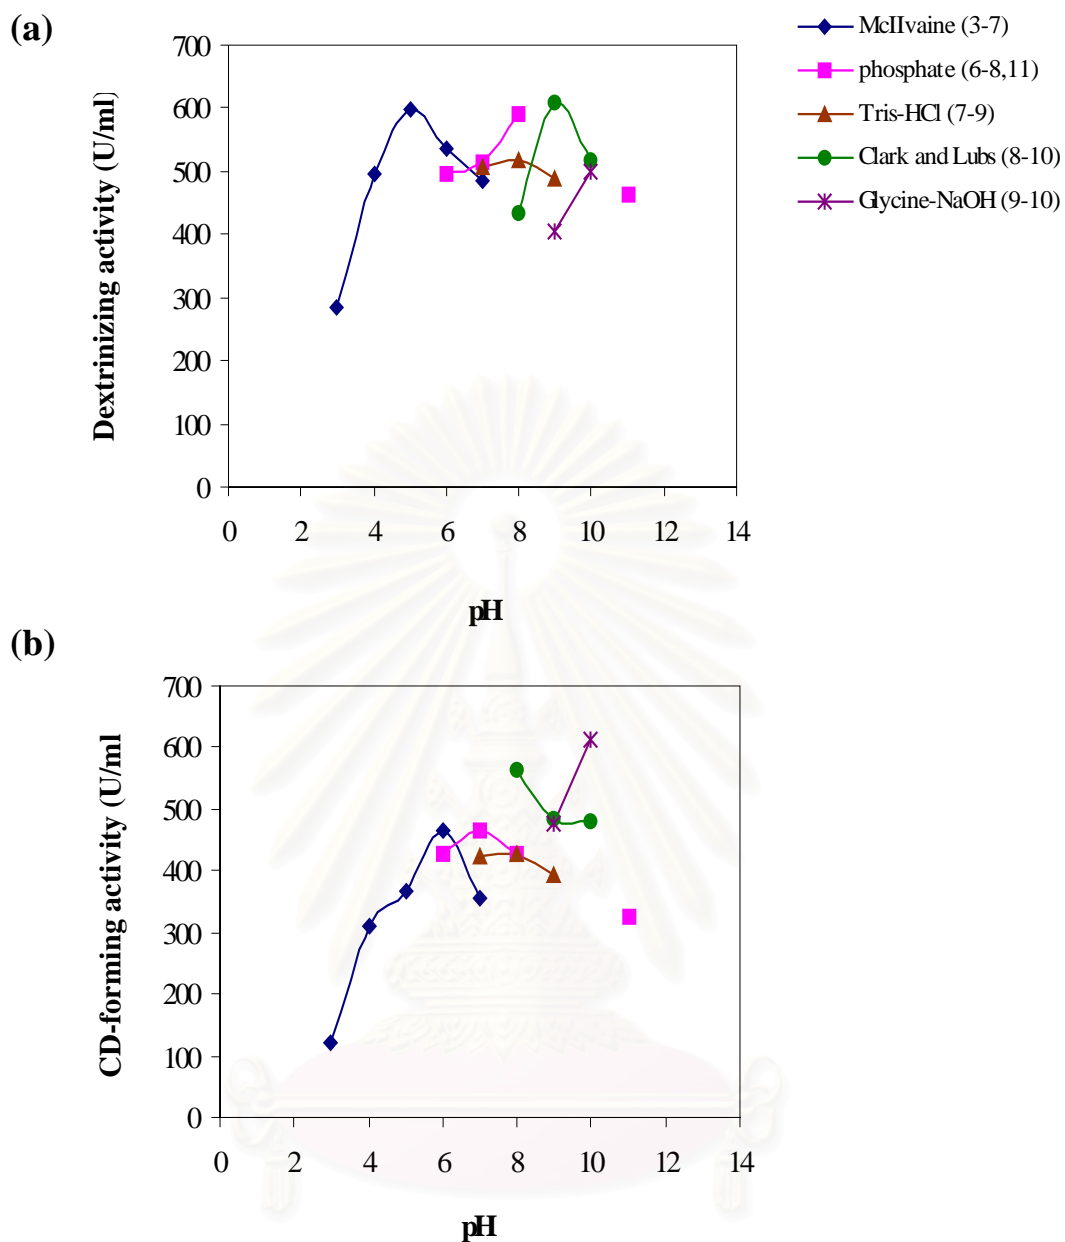 (a)
McIIvaine (3-7)
phosphate (6-8,11)
Tris-HCl (7-9)
Clark and Lubs (8-10)
Glycine-NaOH (9-10)
Dextrinizing activity (U/ml)
700
600
500
400
300
200
100
0
0 2 4 6 8 10 12 14
pH
(b)
CD-forming activity (U/ml
700
600
500
400
300
200
100
0
0 2 4 6 8 10 12 14
pH